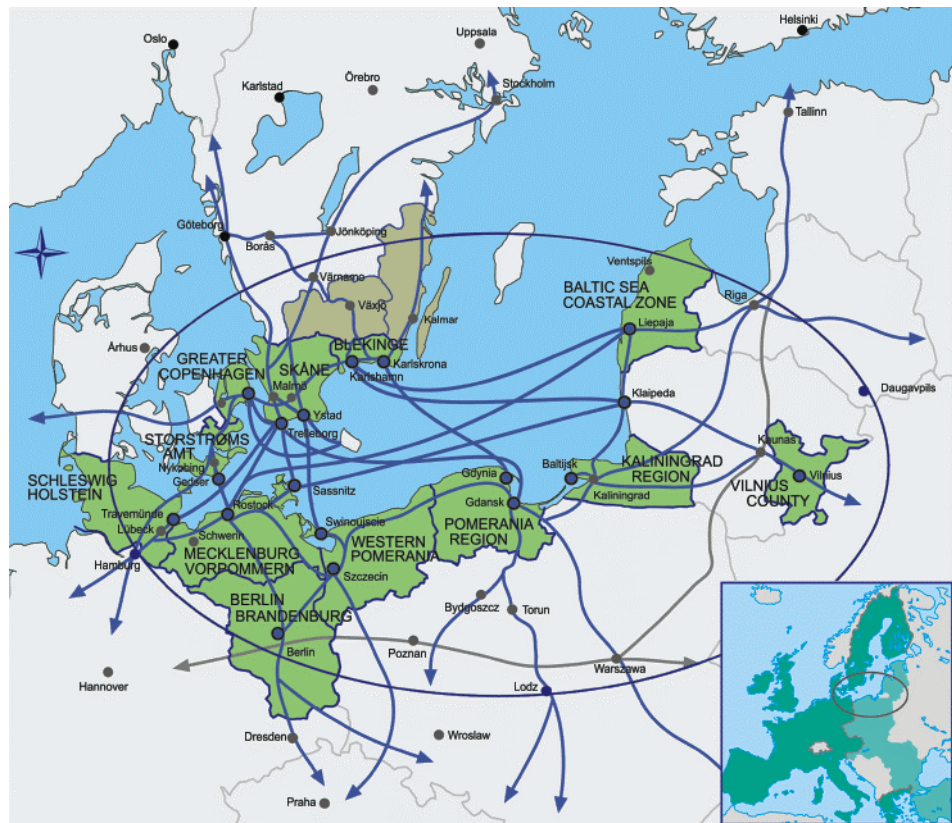 Helsinki
Oslo
Uppsala
Karlstad
Örebro
Stockholm
Tallinn
Göteborg
Borås
Jönköping
Ventspils
Värnamo
BALTIC SEA
COASTAL ZONE
Riga
Växjö
Kalmar
Liepaja
Århus
GREATER
COPENHAGEN
SKÅNE
BLEKINGE
Karlskrona
Karlshamn
Daugavpils
Malmö
Klaipeda
Ystad
Trelleborg
STORSTRØMS
AMT
Kaunas
SCHLESWIG
HOLSTEIN
Nykobing
Gedser
Gdynia
Baltijsk
KALININGRAD
REGION
Vilnius
VILNIUS
COUNTY
Sassnitz
Kaliningrad
Gdansk
Rostock
Travemünde
Lübeck
Swinoujscie
POMERANIA
REGION
WESTERN
POMERANIA
Schwerin
MECKLENBURG
VORPOMMERN
Hamburg
Szczecin
BERLIN
BRANDENBURG
Bydgoszcz
Torun
Berlin
Poznan
Warszawa
Hannover
Lodz
Dresden
Wroslaw
Praha